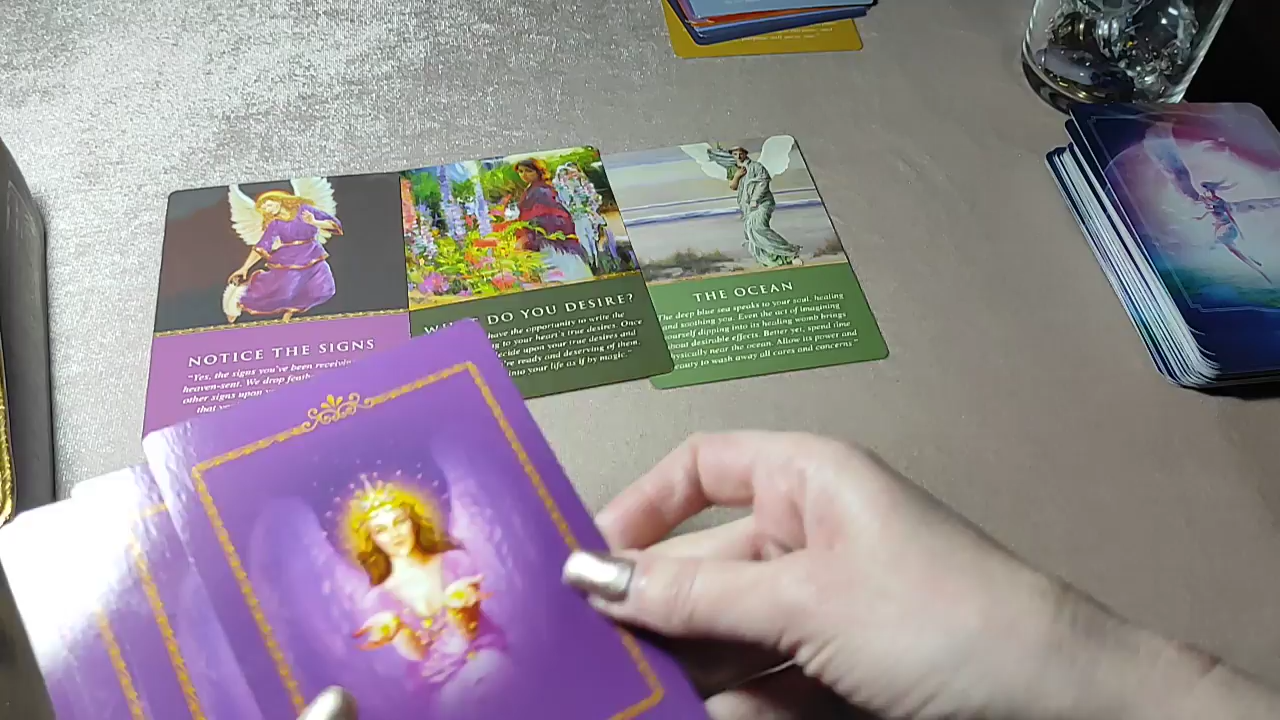 NOTICE THE SIGNS
"Yes, the signs you've been receiving
heaven-sent. We drop feath
other signs upon
that
DO YOU DESIRE?
have the opportunity to write the
to your heart's true desires. Once
decide upon your true desires and
you're ready and deserving of them,
into your life as if by magic."
THE OCEAN
The deep blue sea speaks to your soul, healing
and soothing you. Even the act of imagining
yourself dipping into its healing womb brings
about desirable effects. Better yet, spend time
physically near the ocean. Allow its power and
beauty to wash away all cares and concerns"